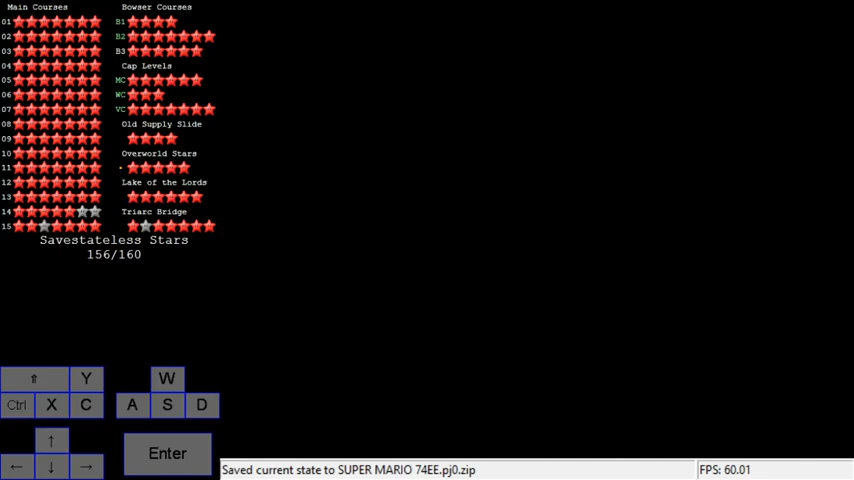 Main Courses
01
02
03
04
05
06
07
08
09
10
11
12
13
14
15
Bowser Courses
B1
B2
B3
Cap Levels
MC
WC
VC
Old Supply Slide
Overworld Stars
Lake of the Lords
Triarc Bridge
Savestateless Stars
156/160
⇑ Y W
Ctrl X C A S D
↑
← ↓ → Enter
Saved current state to SUPER MARIO 74EE.pj0.zip FPS: 60.01